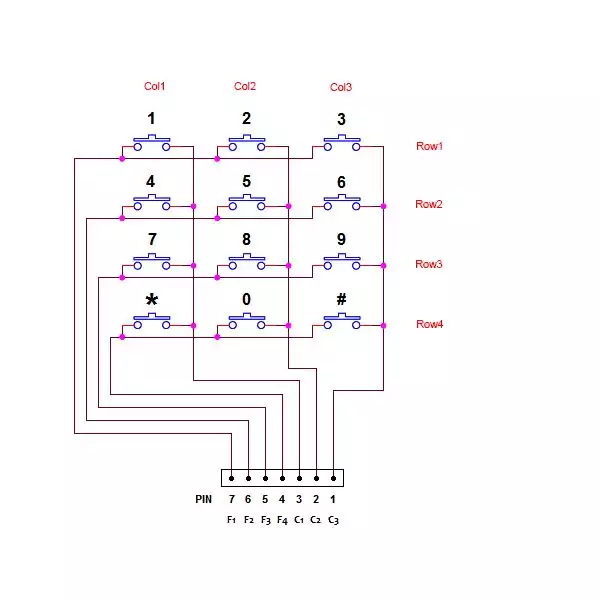 Col1 Col2 Col3
1 2 3 Row1
4 5 6 Row2
7 8 9 Row3
* 0 # Row4
PIN 7 6 5 4 3 2 1
F1 F2 F3 F4 C1 C2 C3